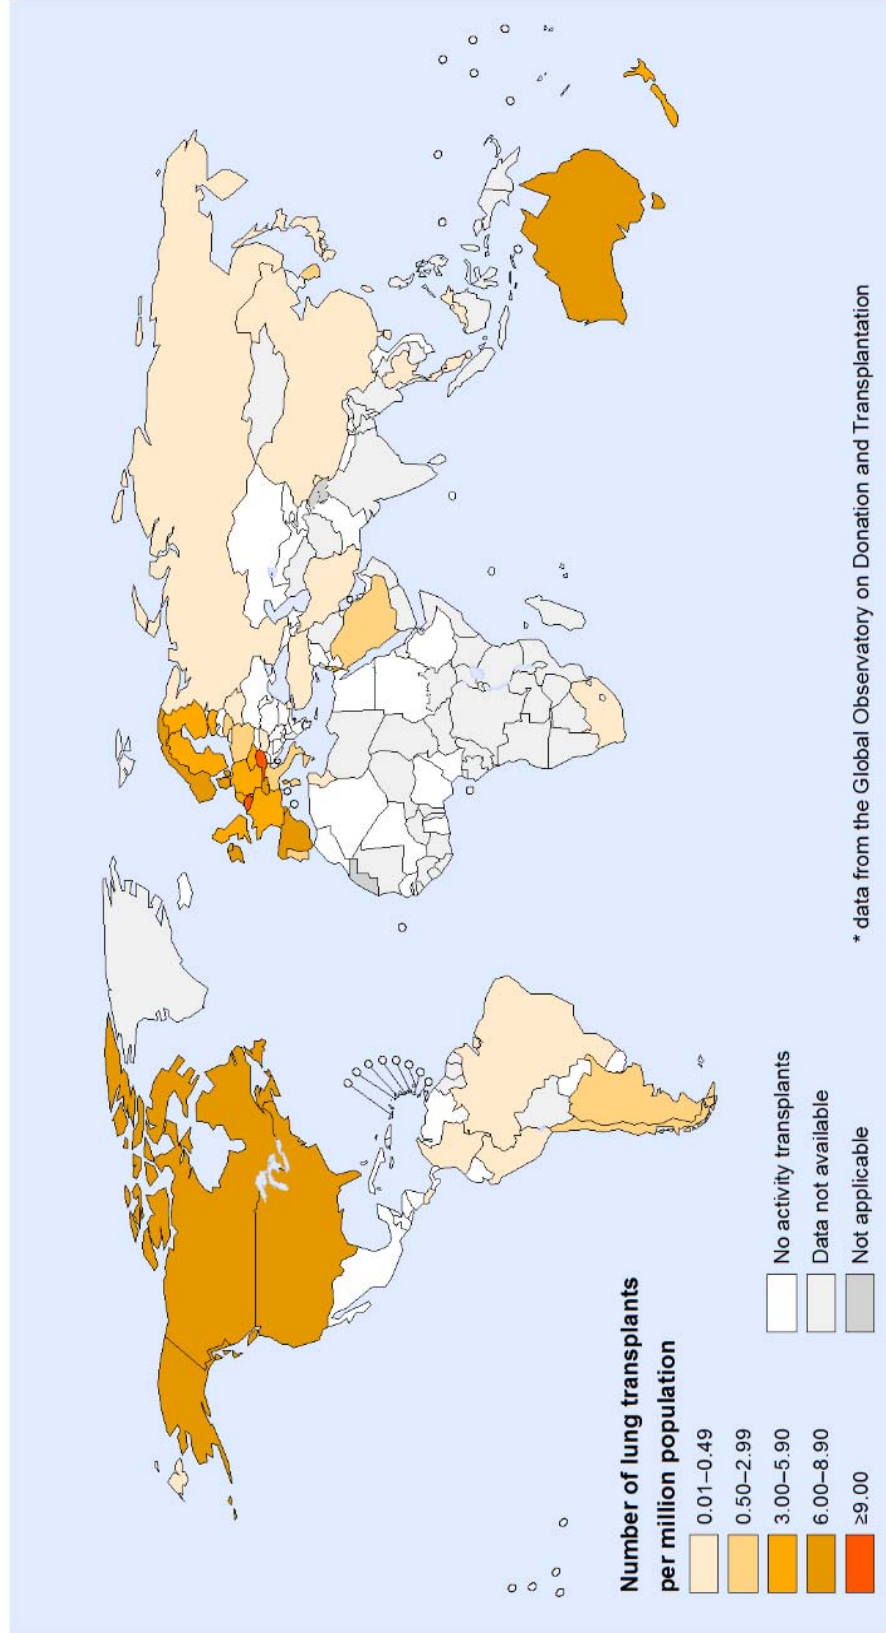 Number of lung transplants
per million population
0.01–0.49
0.50–2.99
3.00–5.90
6.00–8.90
≥9.00
No activity transplants
Data not available
Not applicable
* data from the Global Observatory on Donation and Transplantation